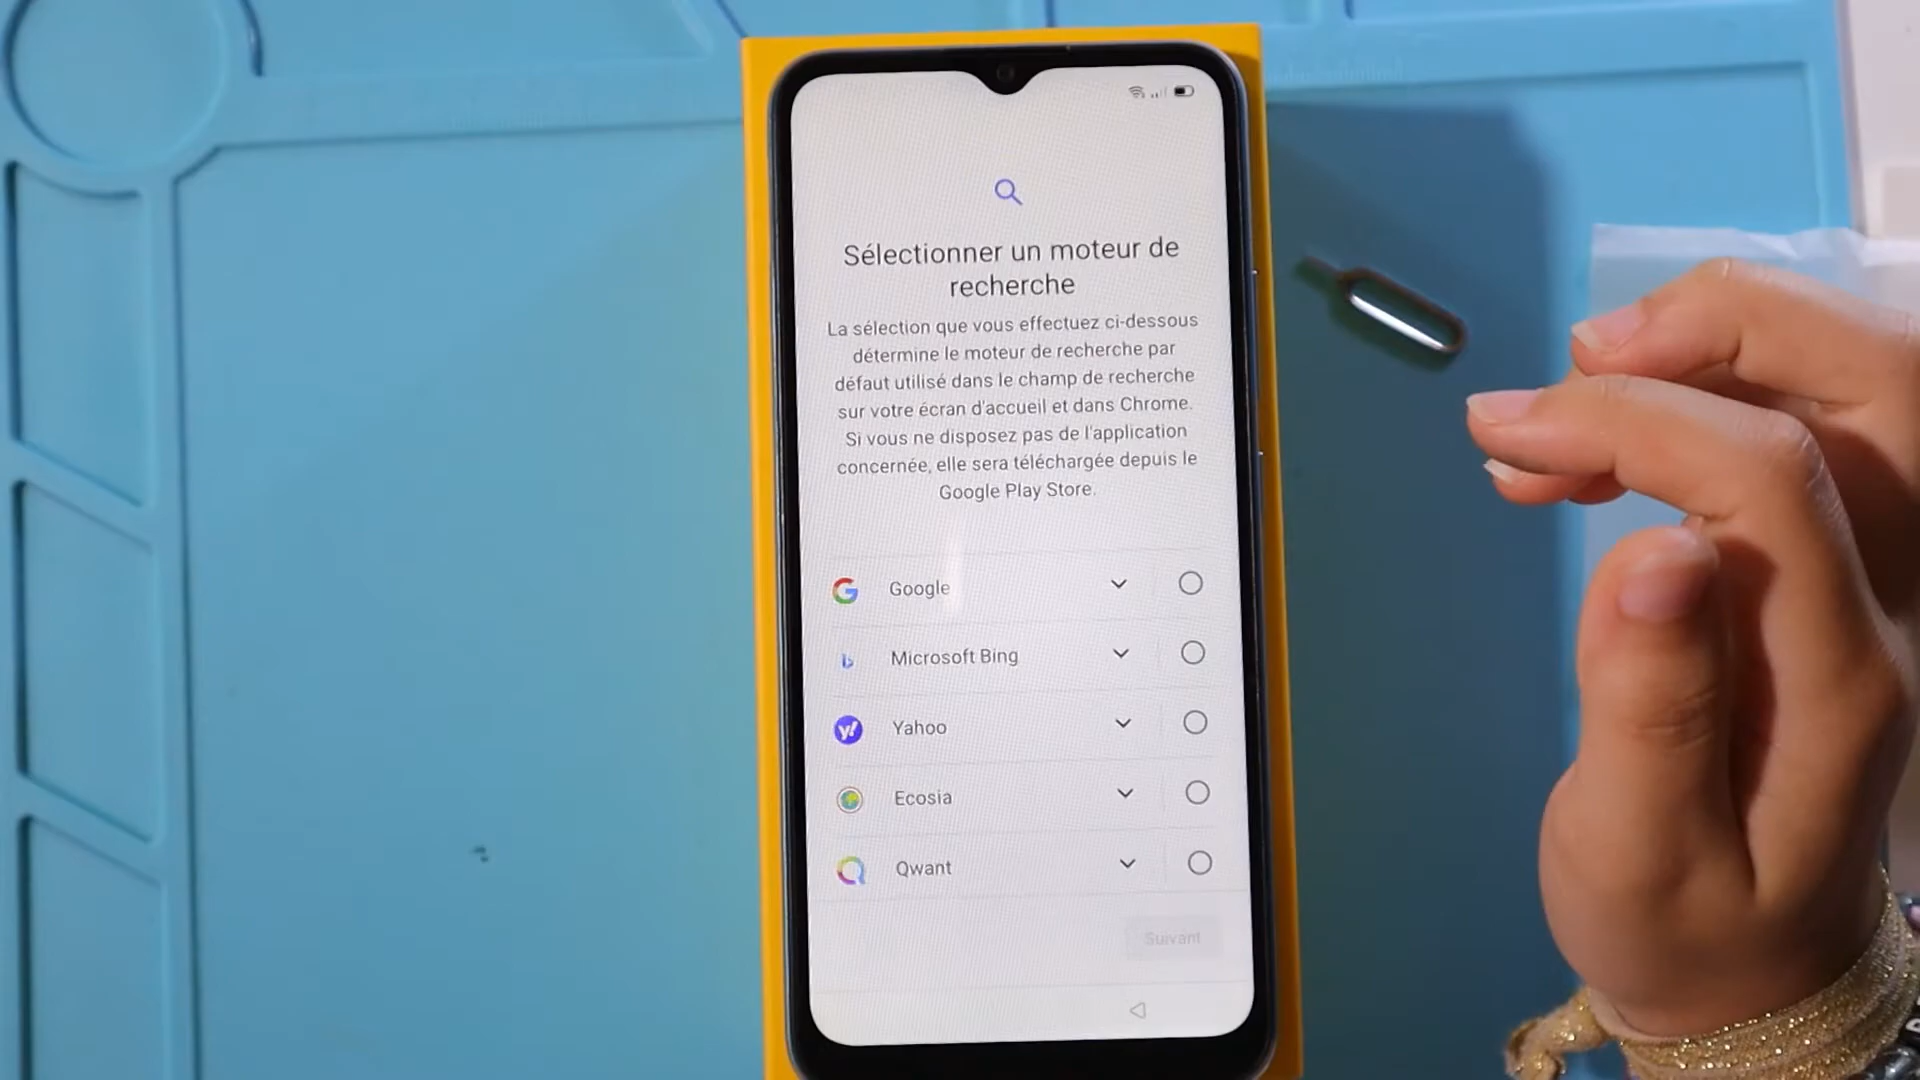 Sélectionner un moteur de
recherche
La sélection que vous effectuez ci-dessous
détermine le moteur de recherche par
défaut utilisé dans le champ de recherche
sur votre écran d'accueil et dans Chrome.
Si vous ne disposez pas de l'application
concernée, elle sera téléchargée depuis le
Google Play Store.
Google
Microsoft Bing
Yahoo
Ecosia
Qwant
Suivant